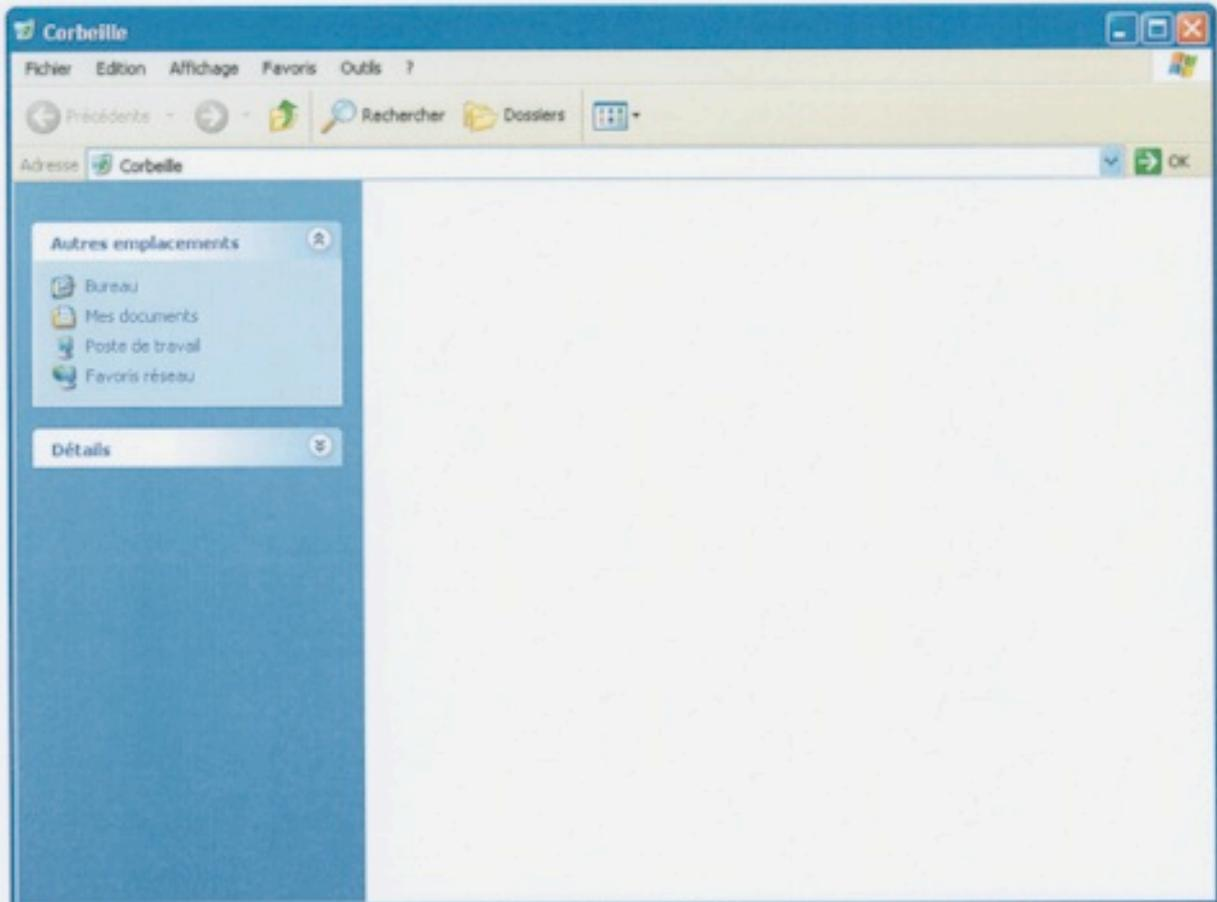 Corbeille
Fichier Edition Affichage Favoris Outils ?
Précédente Rechercher Dossiers
Adresse Corbeille OK
Autres emplacements
Bureau
Mes documents
Poste de travail
Favoris réseau
Détails